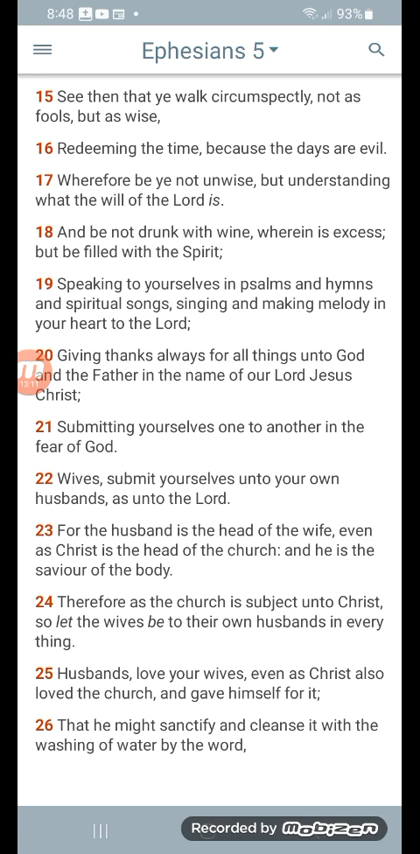 8:48 93%
Ephesians 5
15 See then that ye walk circumspectly, not as
fools, but as wise,
16 Redeeming the time, because the days are evil.
17 Wherefore be ye not unwise, but understanding
what the will of the Lord is.
18 And be not drunk with wine, wherein is excess;
but be filled with the Spirit;
19 Speaking to yourselves in psalms and hymns
and spiritual songs, singing and making melody in
your heart to the Lord;
20 Giving thanks always for all things unto God
and the Father in the name of our Lord Jesus
Christ;
M
13:11
21 Submitting yourselves one to another in the
fear of God.
22 Wives, submit yourselves unto your own
husbands, as unto the Lord.
23 For the husband is the head of the wife, even
as Christ is the head of the church: and he is the
saviour of the body.
24 Therefore as the church is subject unto Christ,
so let the wives be to their own husbands in every
thing.
25 Husbands, love your wives, even as Christ also
loved the church, and gave himself for it;
26 That he might sanctify and cleanse it with the
washing of water by the word,
Recorded by mobizen